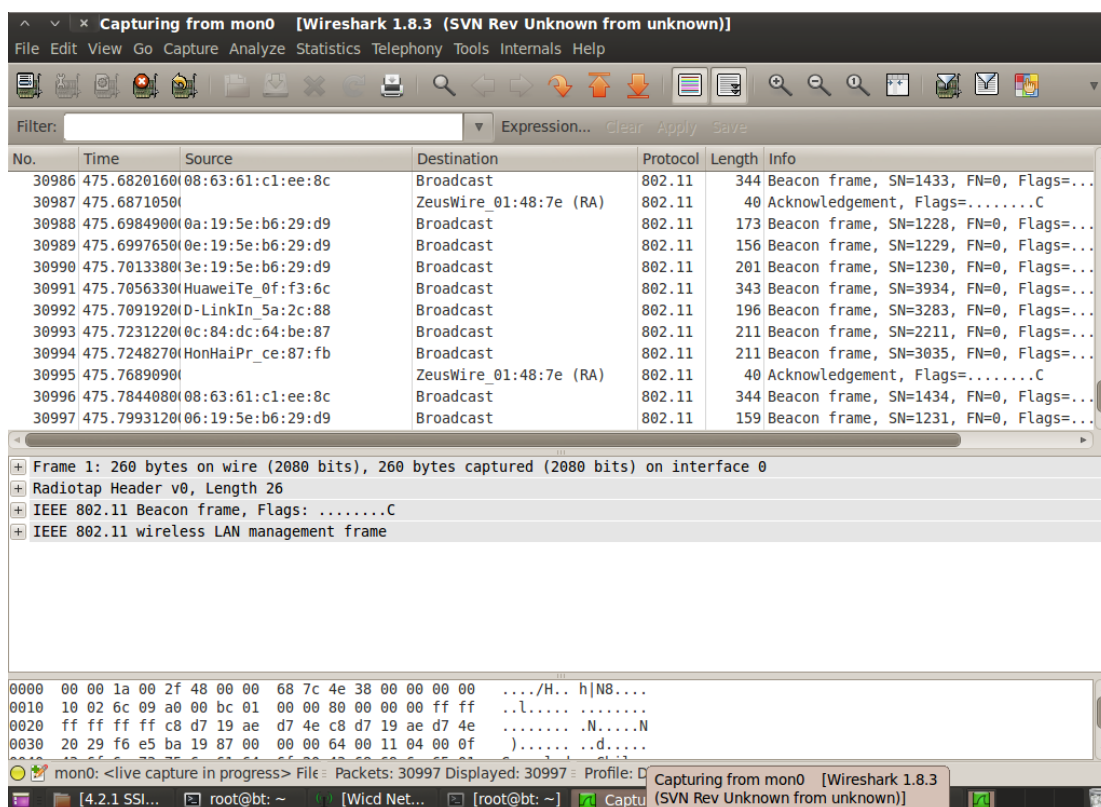 Capturing from mon0 [Wireshark 1.8.3 (SVN Rev Unknown from unknown)]
File Edit View Go Capture Analyze Statistics Telephony Tools Internals Help
Filter: Expression... Clear Apply Save
No. Time Source Destination Protocol Length Info
30986 475.68201600 08:63:61:c1:ee:8c Broadcast 802.11 344 Beacon frame, SN=1433, FN=0, Flags=...
30987 475.68710500 ZeusWire_01:48:7e (RA) 802.11 40 Acknowledgement, Flags=........C
30988 475.69849000 0a:19:5e:b6:29:d9 Broadcast 802.11 173 Beacon frame, SN=1228, FN=0, Flags=...
30989 475.69976500 0e:19:5e:b6:29:d9 Broadcast 802.11 156 Beacon frame, SN=1229, FN=0, Flags=...
30990 475.70133800 3e:19:5e:b6:29:d9 Broadcast 802.11 201 Beacon frame, SN=1230, FN=0, Flags=...
30991 475.70563300 HuaweiTe_0f:f3:6c Broadcast 802.11 343 Beacon frame, SN=3934, FN=0, Flags=...
30992 475.70919200 D-LinkIn_5a:2c:88 Broadcast 802.11 196 Beacon frame, SN=3283, FN=0, Flags=...
30993 475.72312200 0c:84:dc:64:be:87 Broadcast 802.11 211 Beacon frame, SN=2211, FN=0, Flags=...
30994 475.72482700 HonHaiPr_ce:87:fb Broadcast 802.11 211 Beacon frame, SN=3035, FN=0, Flags=...
30995 475.76890900 ZeusWire_01:48:7e (RA) 802.11 40 Acknowledgement, Flags=........C
30996 475.78440800 08:63:61:c1:ee:8c Broadcast 802.11 344 Beacon frame, SN=1434, FN=0, Flags=...
30997 475.79931200 06:19:5e:b6:29:d9 Broadcast 802.11 159 Beacon frame, SN=1231, FN=0, Flags=...
Frame 1: 260 bytes on wire (2080 bits), 260 bytes captured (2080 bits) on interface 0
Radiotap Header v0, Length 26
IEEE 802.11 Beacon frame, Flags: ........C
IEEE 802.11 wireless LAN management frame
0000 00 00 1a 00 2f 48 00 00 68 7c 4e 38 00 00 00 00 ..../H.. h|N8....
0010 10 02 6c 09 a0 00 bc 01 00 00 80 00 00 00 ff ff ..l..... ........
0020 ff ff ff ff c8 d7 19 ae d7 4e c8 d7 19 ae d7 4e ........ .N.....N
0030 20 29 f6 e5 ba 19 87 00 00 00 64 00 11 04 00 0f )...... ..d.....
mon0: <live capture in progress> File Packets: 30997 Displayed: 30997 Profile: D
Capturing from mon0 [Wireshark 1.8.3
(SVN Rev Unknown from unknown)]
[4.2.1 SSI... root@bt: ~ [Wicd Net... [root@bt: ~] Captu